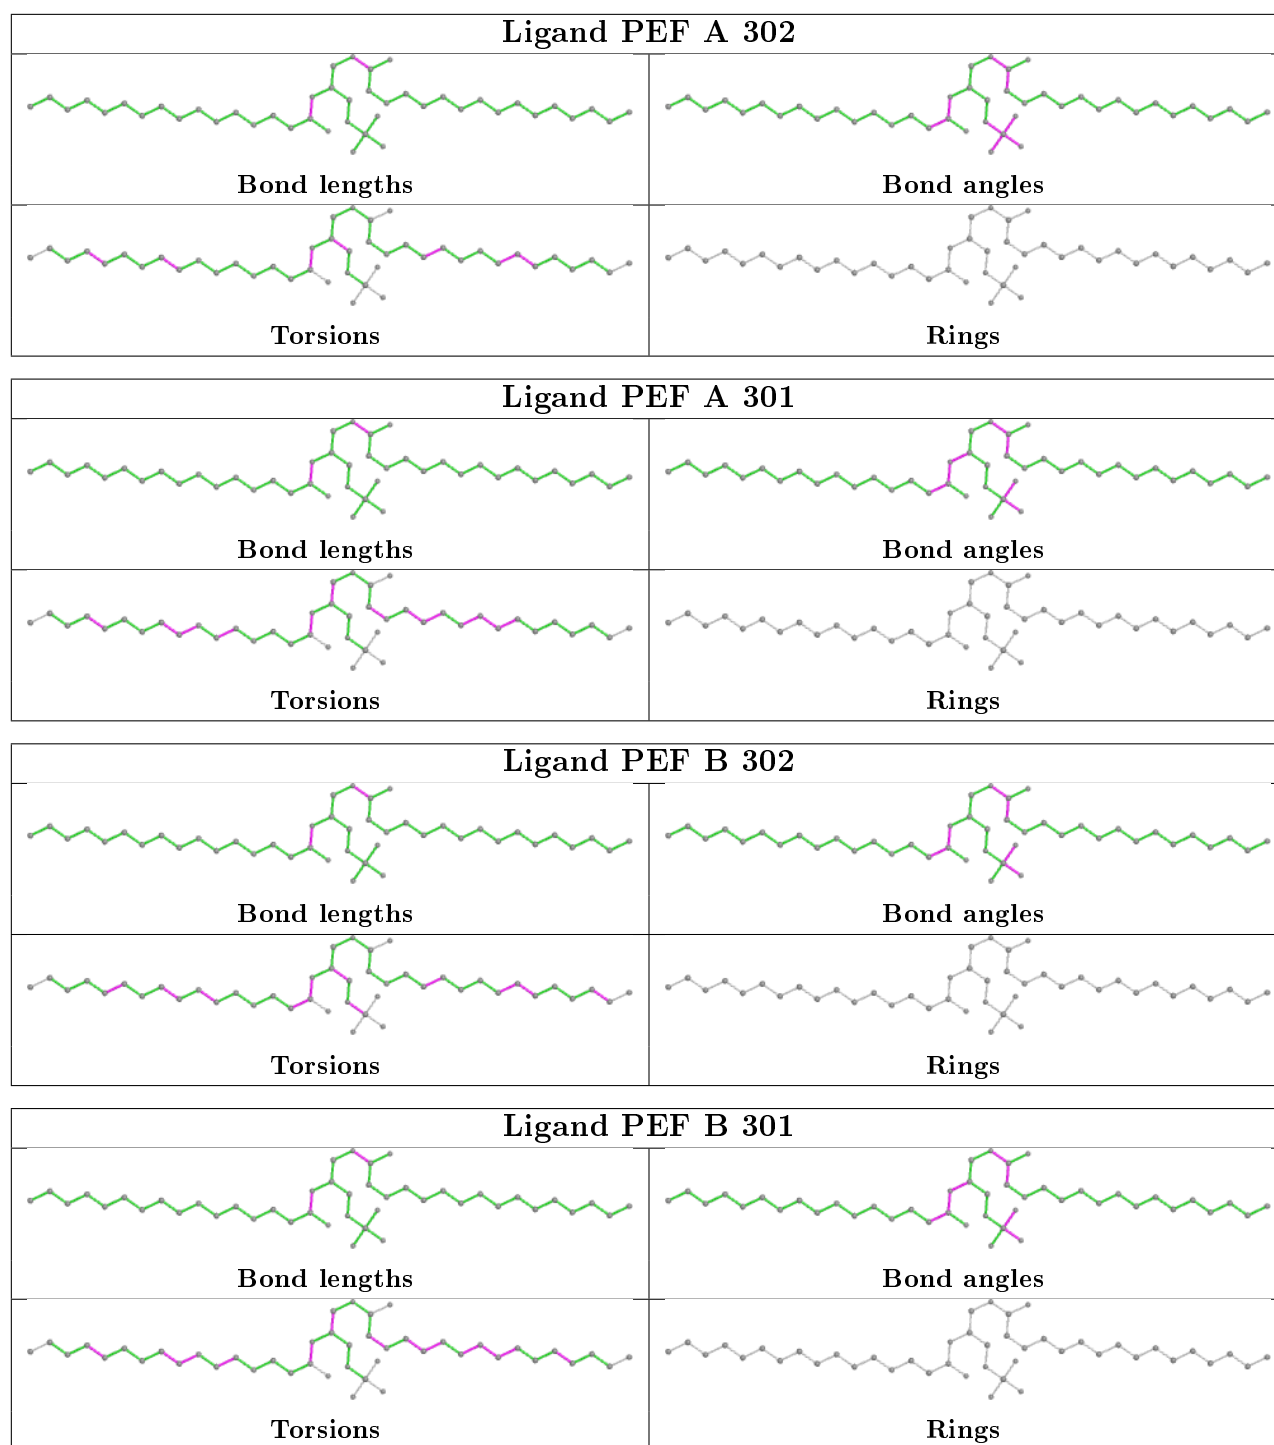 Ligand PEF A 302
Bond lengths
Bond angles
Torsions
Rings
Ligand PEF A 301
Bond lengths
Bond angles
Torsions
Rings
Ligand PEF B 302
Bond lengths
Bond angles
Torsions
Rings
Ligand PEF B 301
Bond lengths
Bond angles
Torsions
Rings